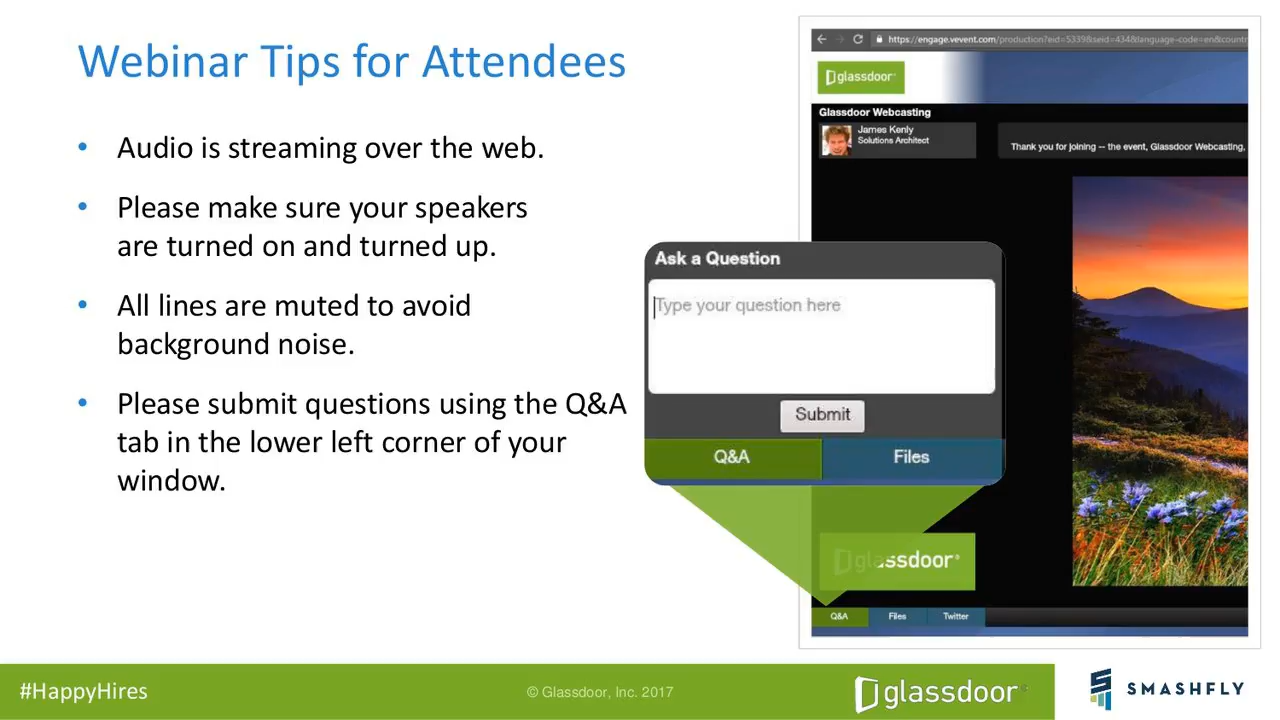 Webinar Tips for Attendees
• Audio is streaming over the web.
• Please make sure your speakers
are turned on and turned up.
• All lines are muted to avoid
background noise.
• Please submit questions using the Q&A
tab in the lower left corner of your
window.
https://engage.vevent.com/production?eid=5339&seid=434&language-code=en&countr
glassdoor
Glassdoor Webcasting
James Kenly
Solutions Architect
Thank you for joining -- the event, Glassdoor Webcasting,
Ask a Question
Type your question here
Submit
Q&A Files
glassdoor®
Q&A Files Twitter
#HappyHires
© Glassdoor, Inc. 2017
glassdoor
SMASHFLY